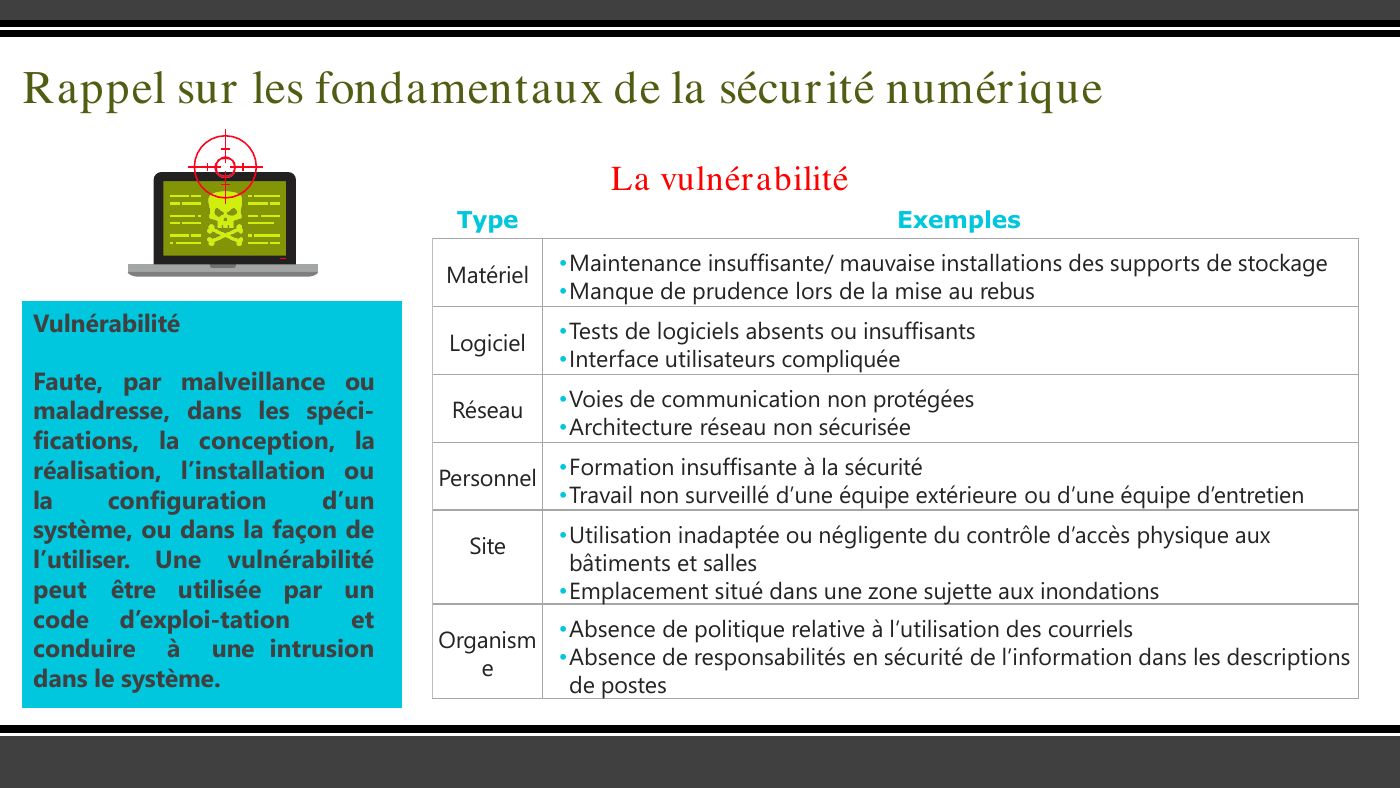 Rappel sur les fondamentaux de la sécurité numérique
La vulnérabilité
Vulnérabilité
Faute, par malveillance ou
maladresse, dans les spéci-
fications, la conception, la
réalisation, l’installation ou
la configuration d’un
système, ou dans la façon de
l’utiliser. Une vulnérabilité
peut être utilisée par un
code d’exploi-tation et
conduire à une intrusion
dans le système.
Type Exemples
Matériel
•Maintenance insuffisante/ mauvaise installations des supports de stockage
•Manque de prudence lors de la mise au rebus
Logiciel
•Tests de logiciels absents ou insuffisants
•Interface utilisateurs compliquée
Réseau
•Voies de communication non protégées
•Architecture réseau non sécurisée
Personnel
•Formation insuffisante à la sécurité
•Travail non surveillé d’une équipe extérieure ou d’une équipe d’entretien
Site
•Utilisation inadaptée ou négligente du contrôle d’accès physique aux
bâtiments et salles
•Emplacement situé dans une zone sujette aux inondations
Organism
e
•Absence de politique relative à l’utilisation des courriels
•Absence de responsabilités en sécurité de l’information dans les descriptions
de postes